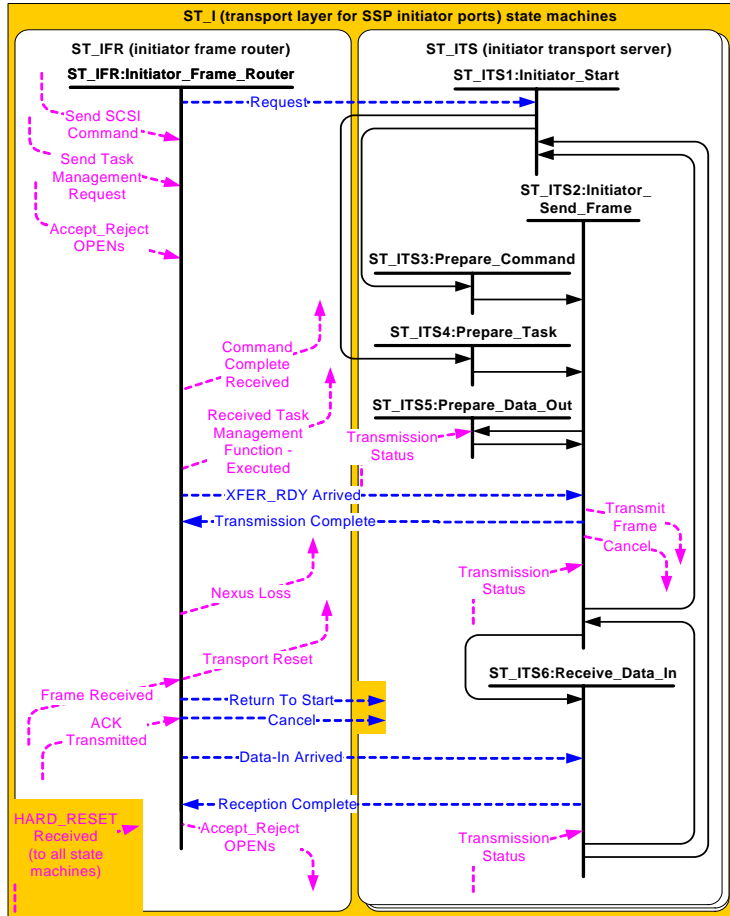 ST_I (transport layer for SSP initiator ports) state machines
ST_IFR (initiator frame router)
ST_IFR:Initiator_Frame_Router
Send SCSI
Command
Send Task
Management
Request
Accept_Reject
OPENs
Command
Complete
Received
Received Task
Management
Function -
Executed
Nexus Loss
Transport Reset
Frame Received
ACK
Transmitted
HARD_RESET
Received
(to all state
machines)
Accept_Reject
OPENs
Request
XFER_RDY Arrived
Transmission Complete
Return To Start
Cancel
Data-In Arrived
Reception Complete
ST_ITS (initiator transport server)
ST_ITS1:Initiator_Start
ST_ITS2:Initiator_
Send_Frame
ST_ITS3:Prepare_Command
ST_ITS4:Prepare_Task
ST_ITS5:Prepare_Data_Out
Transmission
Status
Transmit
Frame
Cancel
Transmission
Status
ST_ITS6:Receive_Data_In
Transmission
Status